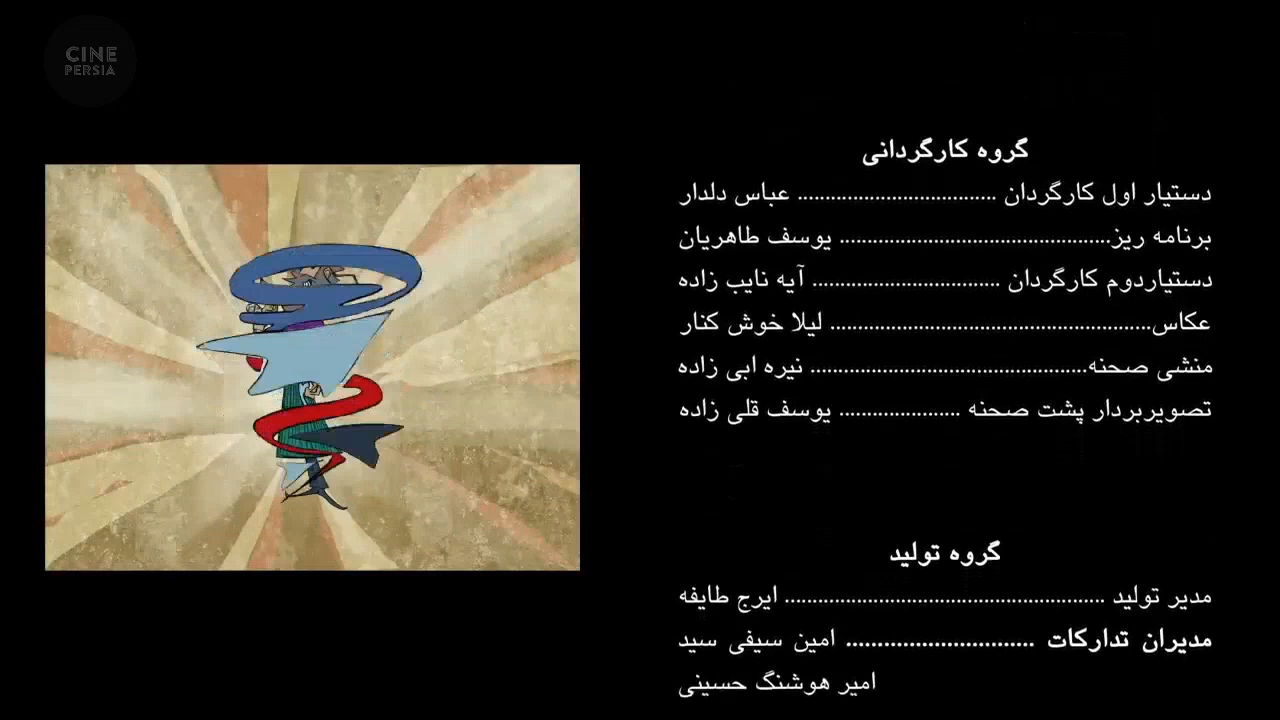 CINE
PERSIA
گروه کارگردانی
دستیار اول کارگردان .................................... عباس دلدار
برنامه ریز.................................................. یوسف طاهریان
دستیاردوم کارگردان .................................. آیه نایب زاده
عکاس........................................................... لیلا خوش کنار
منشی صحنه.................................................. نیره ابی زاده
تصویربردار پشت صحنه ...................... یوسف قلی زاده
گروه تولید
مدیر تولید .......................................................... ایرج طایفه
مدیران تدارکات ............................. امین سیفی سید
امیر هوشنگ حسینی